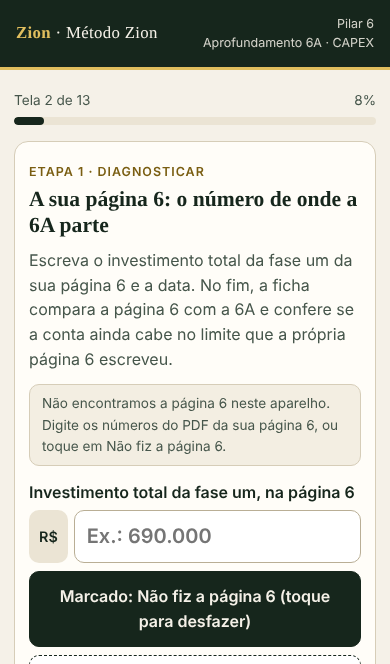 Zion · Método Zion
Pilar 6
Aprofundamento 6A · CAPEX
Tela 2 de 13
8%
ETAPA 1 · DIAGNOSTICAR
A sua página 6: o número de onde a
6A parte
Escreva o investimento total da fase um da
sua página 6 e a data. No fim, a ficha
compara a página 6 com a 6A e confere se
a conta ainda cabe no limite que a própria
página 6 escreveu.
Não encontramos a página 6 neste aparelho.
Digite os números do PDF da sua página 6, ou
toque em Não fiz a página 6.
Investimento total da fase um, na página 6
R$
Ex.: 690.000
Marcado: Não fiz a página 6 (toque
para desfazer)